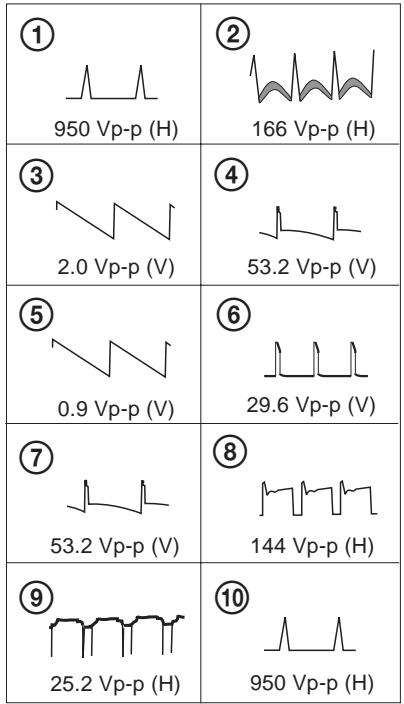 ① ②
950 Vp-p (H) 166 Vp-p (H)
③ ④
2.0 Vp-p (V) 53.2 Vp-p (V)
⑤ ⑥
0.9 Vp-p (V) 29.6 Vp-p (V)
⑦ ⑧
53.2 Vp-p (V) 144 Vp-p (H)
⑨ ⑩
25.2 Vp-p (H) 950 Vp-p (H)